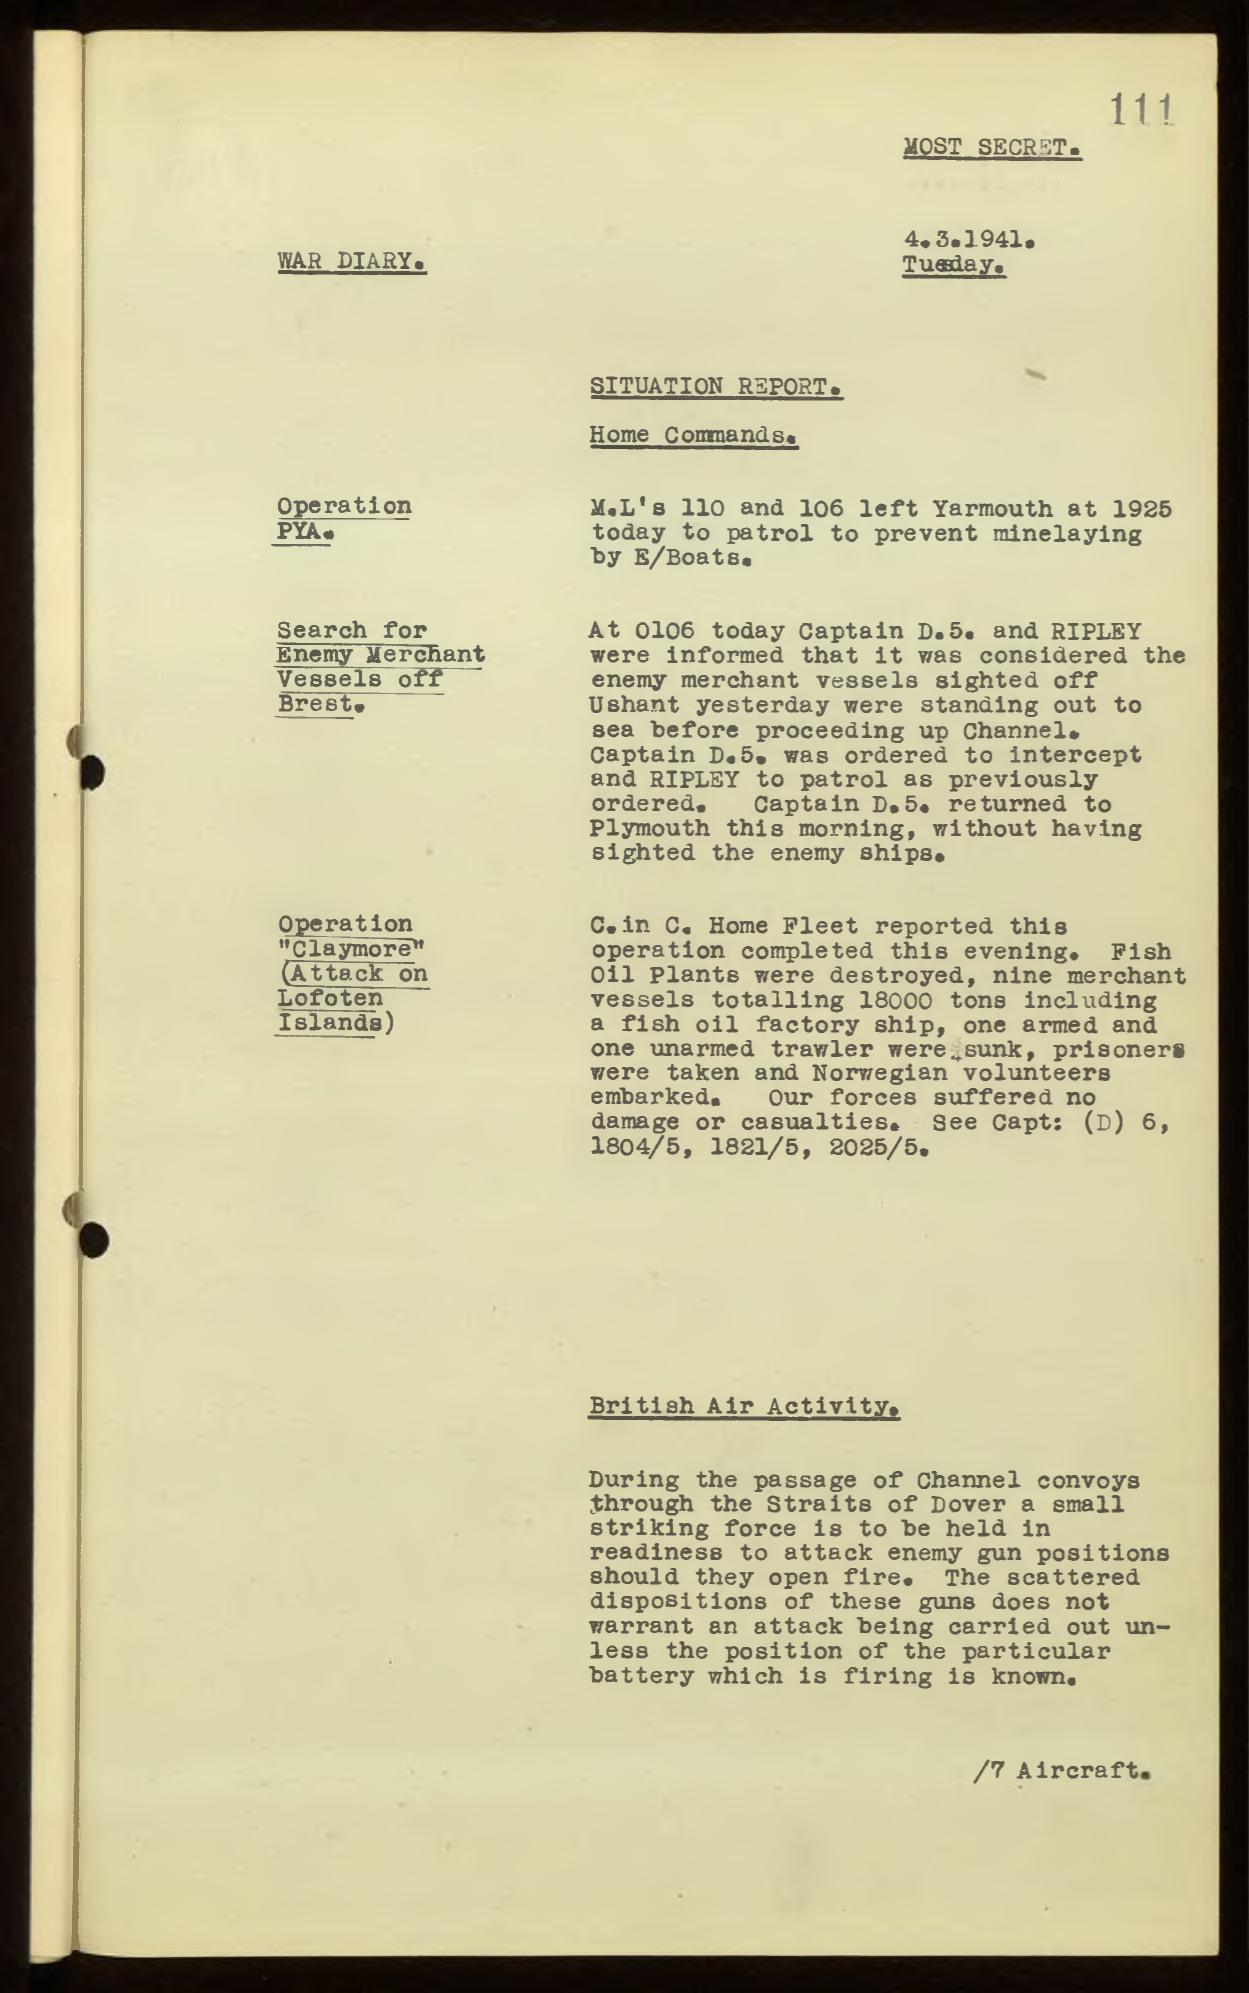 111
MOST SECRET.
4.3.1941.
WAR DIARY.
Tuesday.
SITUATION REPORT.
Home Commands.
Operation
PYA.
M.L's 110 and 106 left Yarmouth at 1925
today to patrol to prevent minelaying
by E/Boats.
Search for
Enemy Merchant
Vessels off
Brest.
At 0106 today Captain D.5. and RIPLEY
were informed that it was considered the
enemy merchant vessels sighted off
Ushant yesterday were standing out to
sea before proceeding up Channel.
Captain D.5. was ordered to intercept
and RIPLEY to patrol as previously
ordered. Captain D.5. returned to
Plymouth this morning, without having
sighted the enemy ships.
Operation
"Claymore"
(Attack on
Lofoten
Islands)
C.in C. Home Fleet reported this
operation completed this evening. Fish
Oil Plants were destroyed, nine merchant
vessels totalling 18000 tons including
a fish oil factory ship, one armed and
one unarmed trawler were sunk, prisoners
were taken and Norwegian volunteers
embarked. Our forces suffered no
damage or casualties. See Capt: (D) 6,
1804/5, 1821/5, 2025/5.
British Air Activity.
During the passage of Channel convoys
through the Straits of Dover a small
striking force is to be held in
readiness to attack enemy gun positions
should they open fire. The scattered
dispositions of these guns does not
warrant an attack being carried out un-
less the position of the particular
battery which is firing is known.
/7 Aircraft.